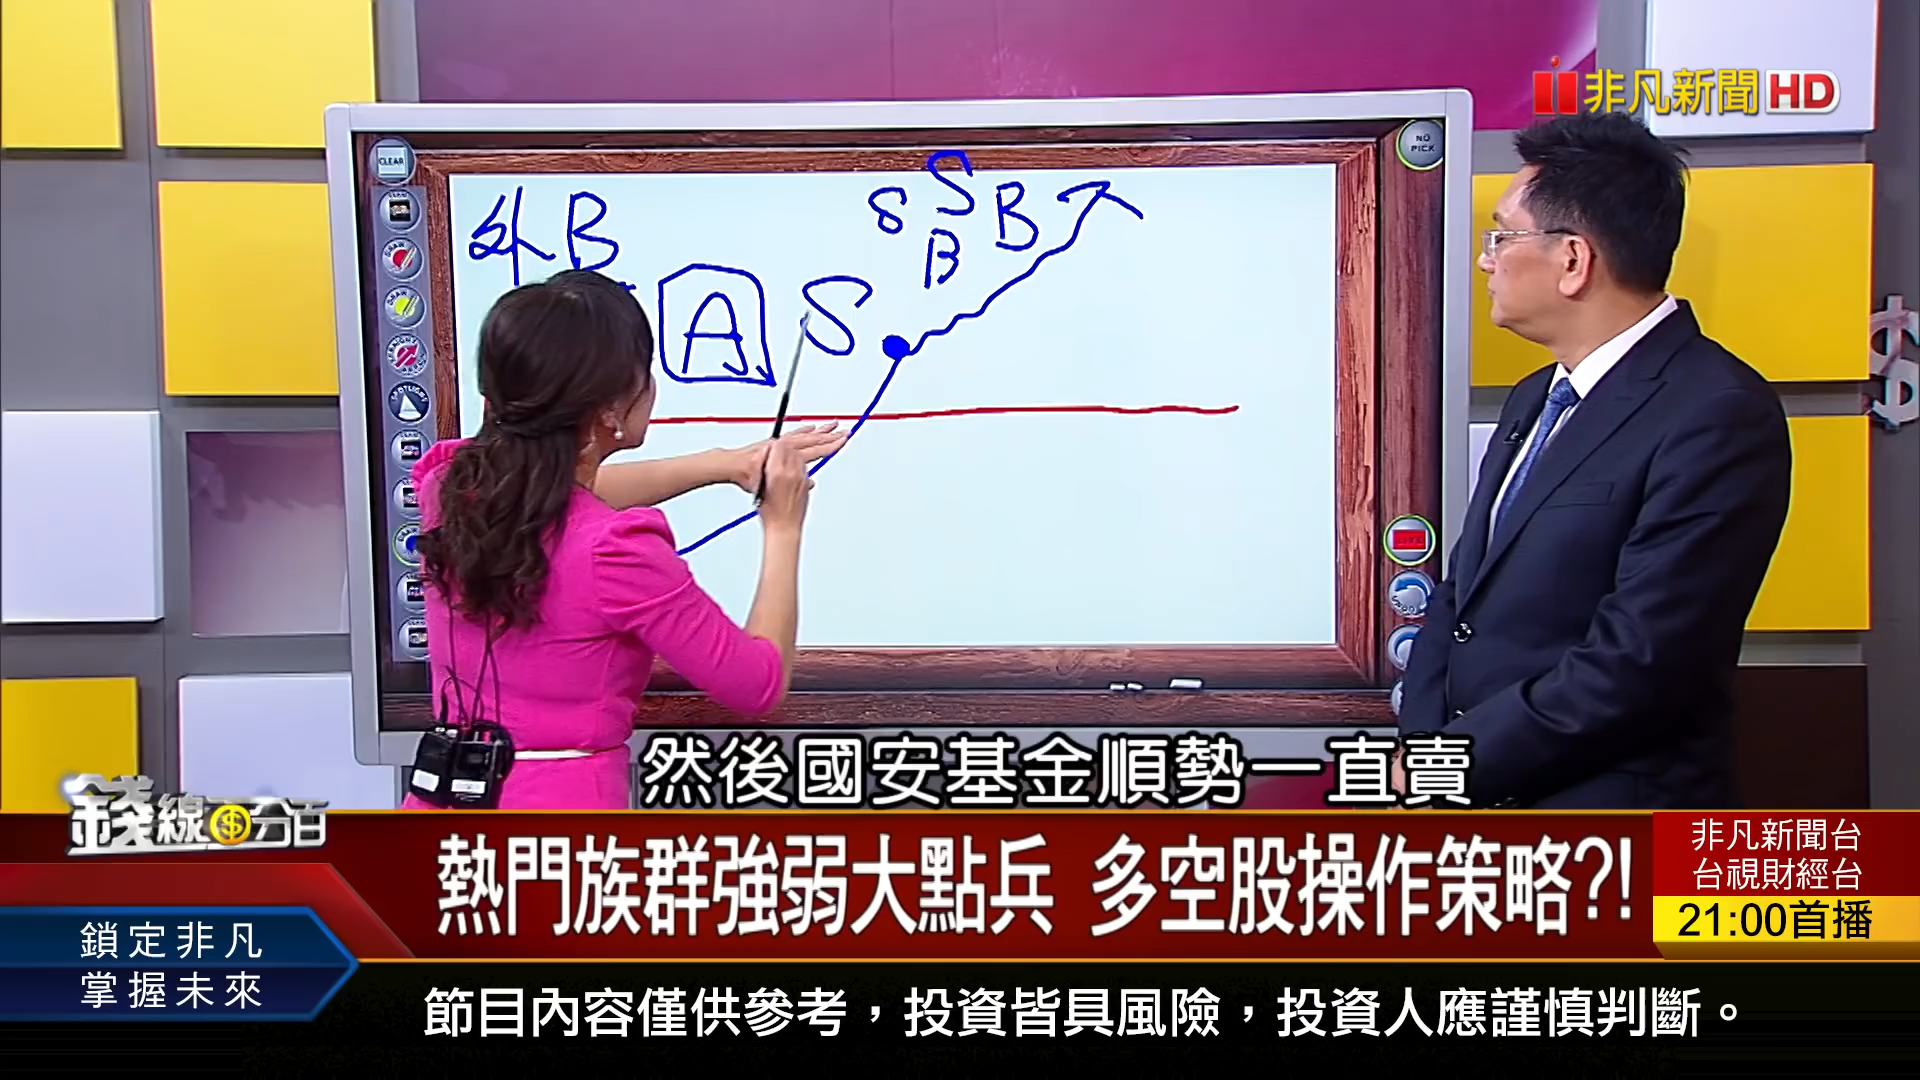 非凡新聞HD
CLEAR
NO PICK
外 B
S S B
B
A S
LIVE
然後國安基金順勢一直賣
錢線百分百
熱門族群強弱大點兵 多空股操作策略?!
非凡新聞台
台視財經台
21:00首播
鎖定非凡
掌握未來
節目內容僅供參考，投資皆具風險，投資人應謹慎判斷。